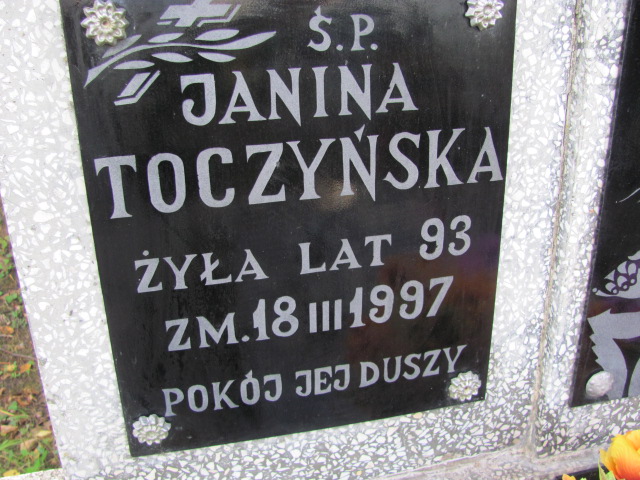 Ś.P.
JANINA
TOCZYŃSKA
ŻYŁA LAT 93
ZM. 18 III 1997
POKÓJ JEJ DUSZY